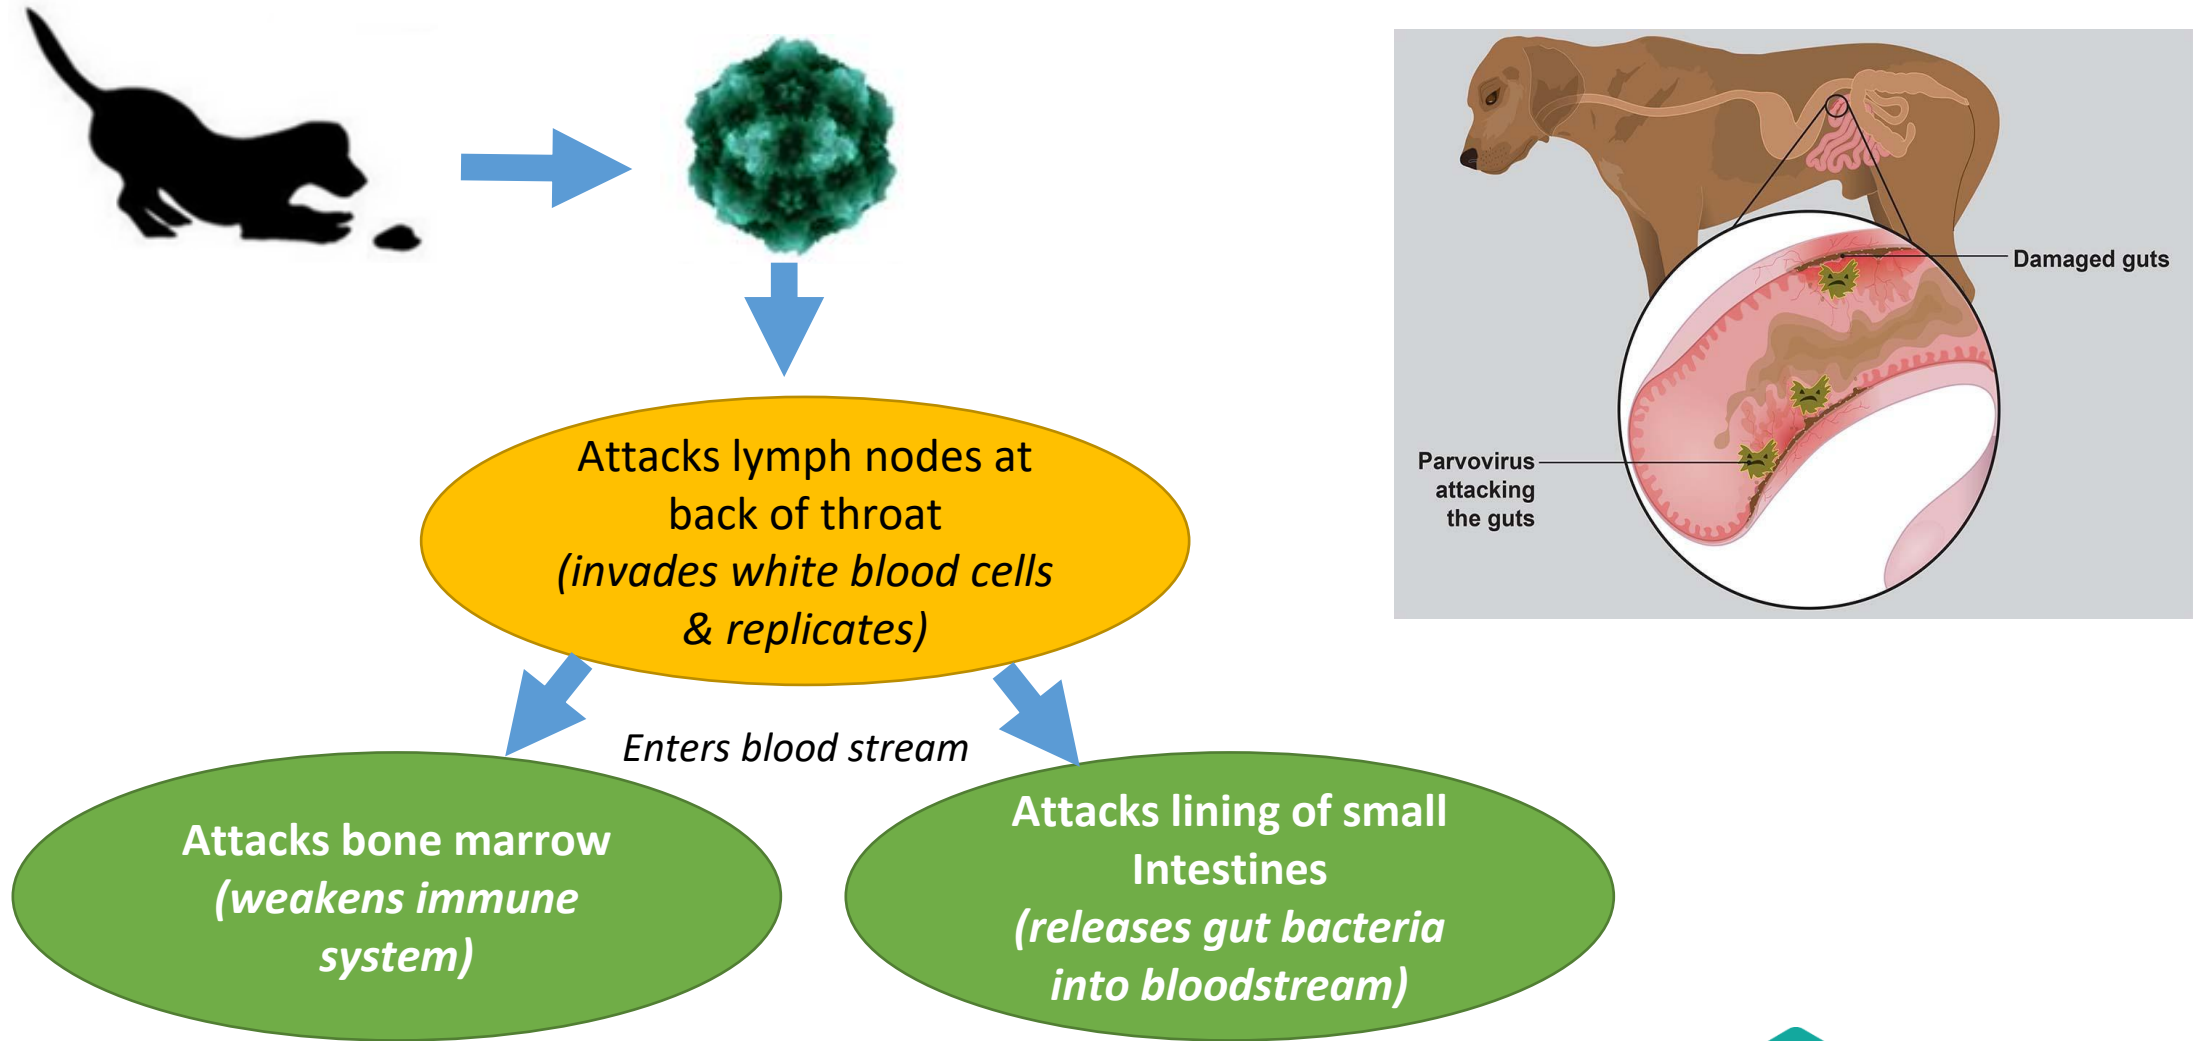 Attacks lymph nodes at
back of throat
(invades white blood cells
& replicates)
Enters blood stream
Attacks bone marrow
(weakens immune
system)
Attacks lining of small
Intestines
(releases gut bacteria
into bloodstream)
Damaged guts
Parvovirus
attacking
the guts